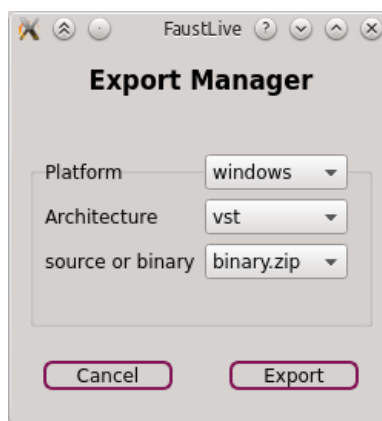 FaustLive
Export Manager
Platform windows
Architecture vst
source or binary binary.zip
Cancel Export